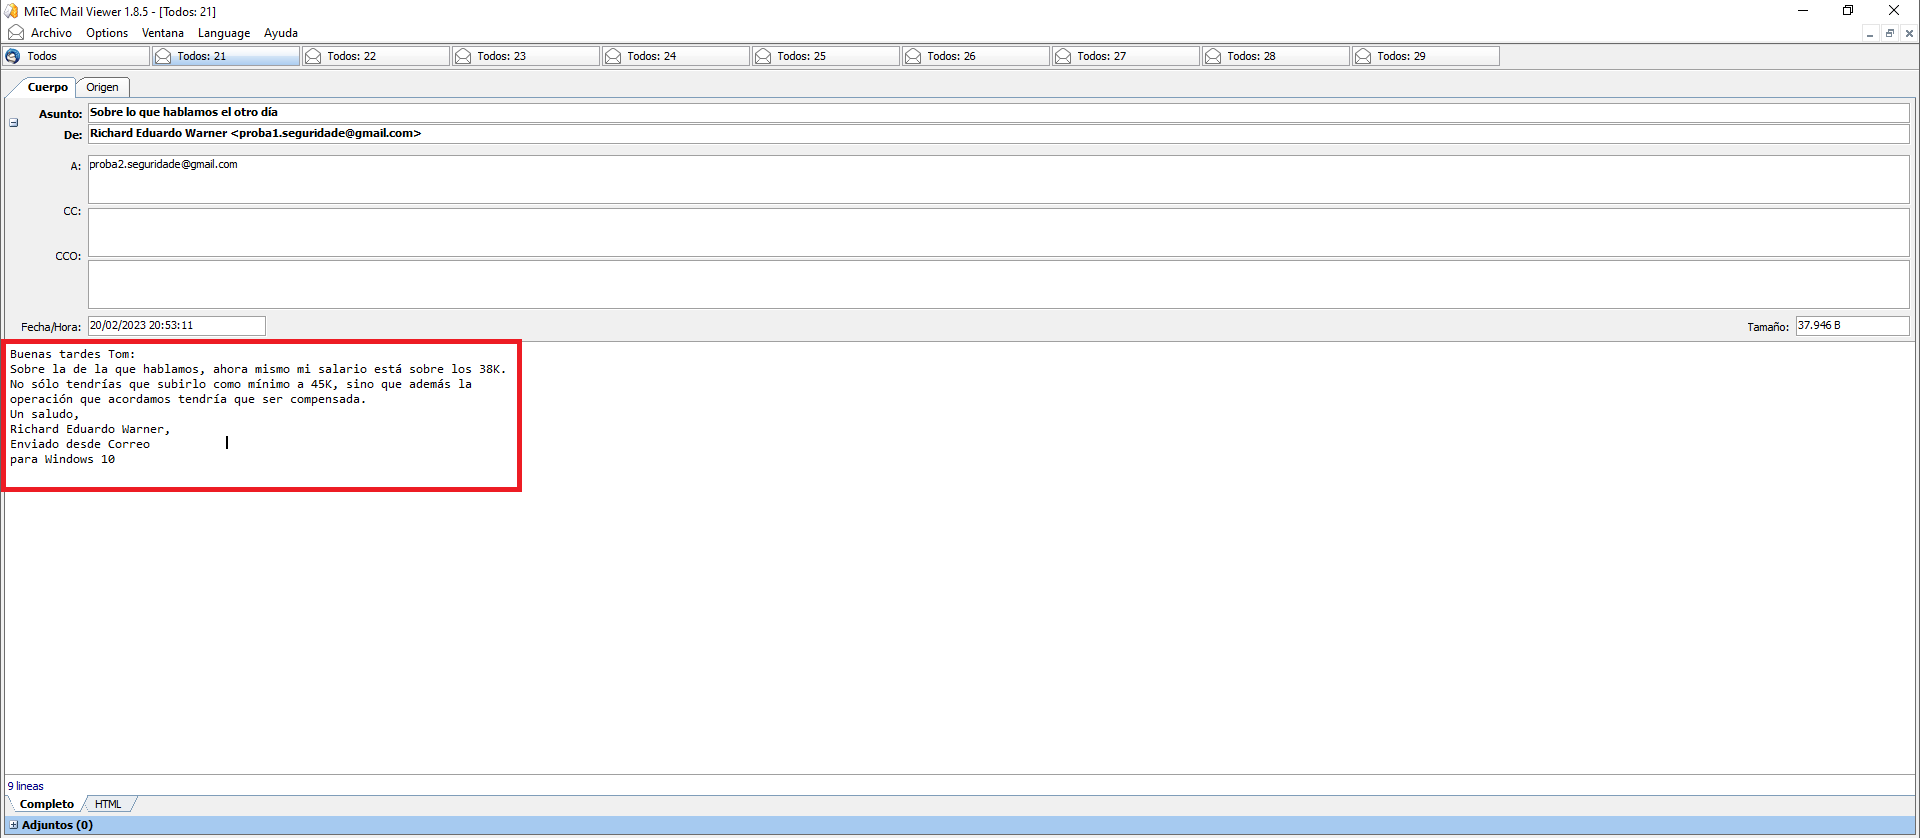 MiTeC Mail Viewer 1.8.5 - [Todos: 21]
Archivo Options Ventana Language Ayuda
Todos Todos: 21 Todos: 22 Todos: 23 Todos: 24 Todos: 25 Todos: 26 Todos: 27 Todos: 28 Todos: 29
Cuerpo Origen
Asunto: Sobre lo que hablamos el otro día
De: Richard Eduardo Warner <proba1.seguridade@gmail.com>
A: proba2.seguridade@gmail.com
CC:
CCO:
Fecha/Hora: 20/02/2023 20:53:11 Tamaño: 37.946 B
Buenas tardes Tom:
Sobre la de la que hablamos, ahora mismo mi salario está sobre los 38K.
No sólo tendrías que subirlo como mínimo a 45K, sino que además la
operación que acordamos tendría que ser compensada.
Un saludo,
Richard Eduardo Warner,
Enviado desde Correo
para Windows 10
9 lineas
Completo HTML
Adjuntos (0)